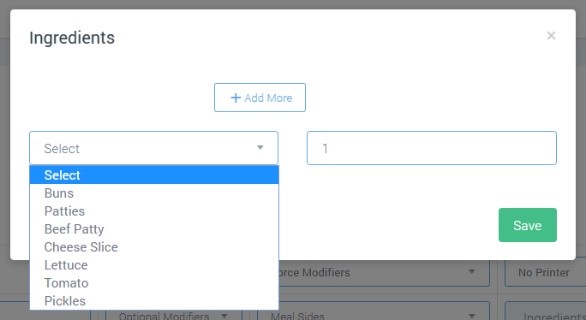 Ingredients
×
+ Add More
Select
1
Select
Buns
Patties
Beef Patty
Cheese Slice
Lettuce
Tomato
Pickles
Save
orce Modifiers
No Printer
Optional Modifiers
Meal Sides
Ingredients